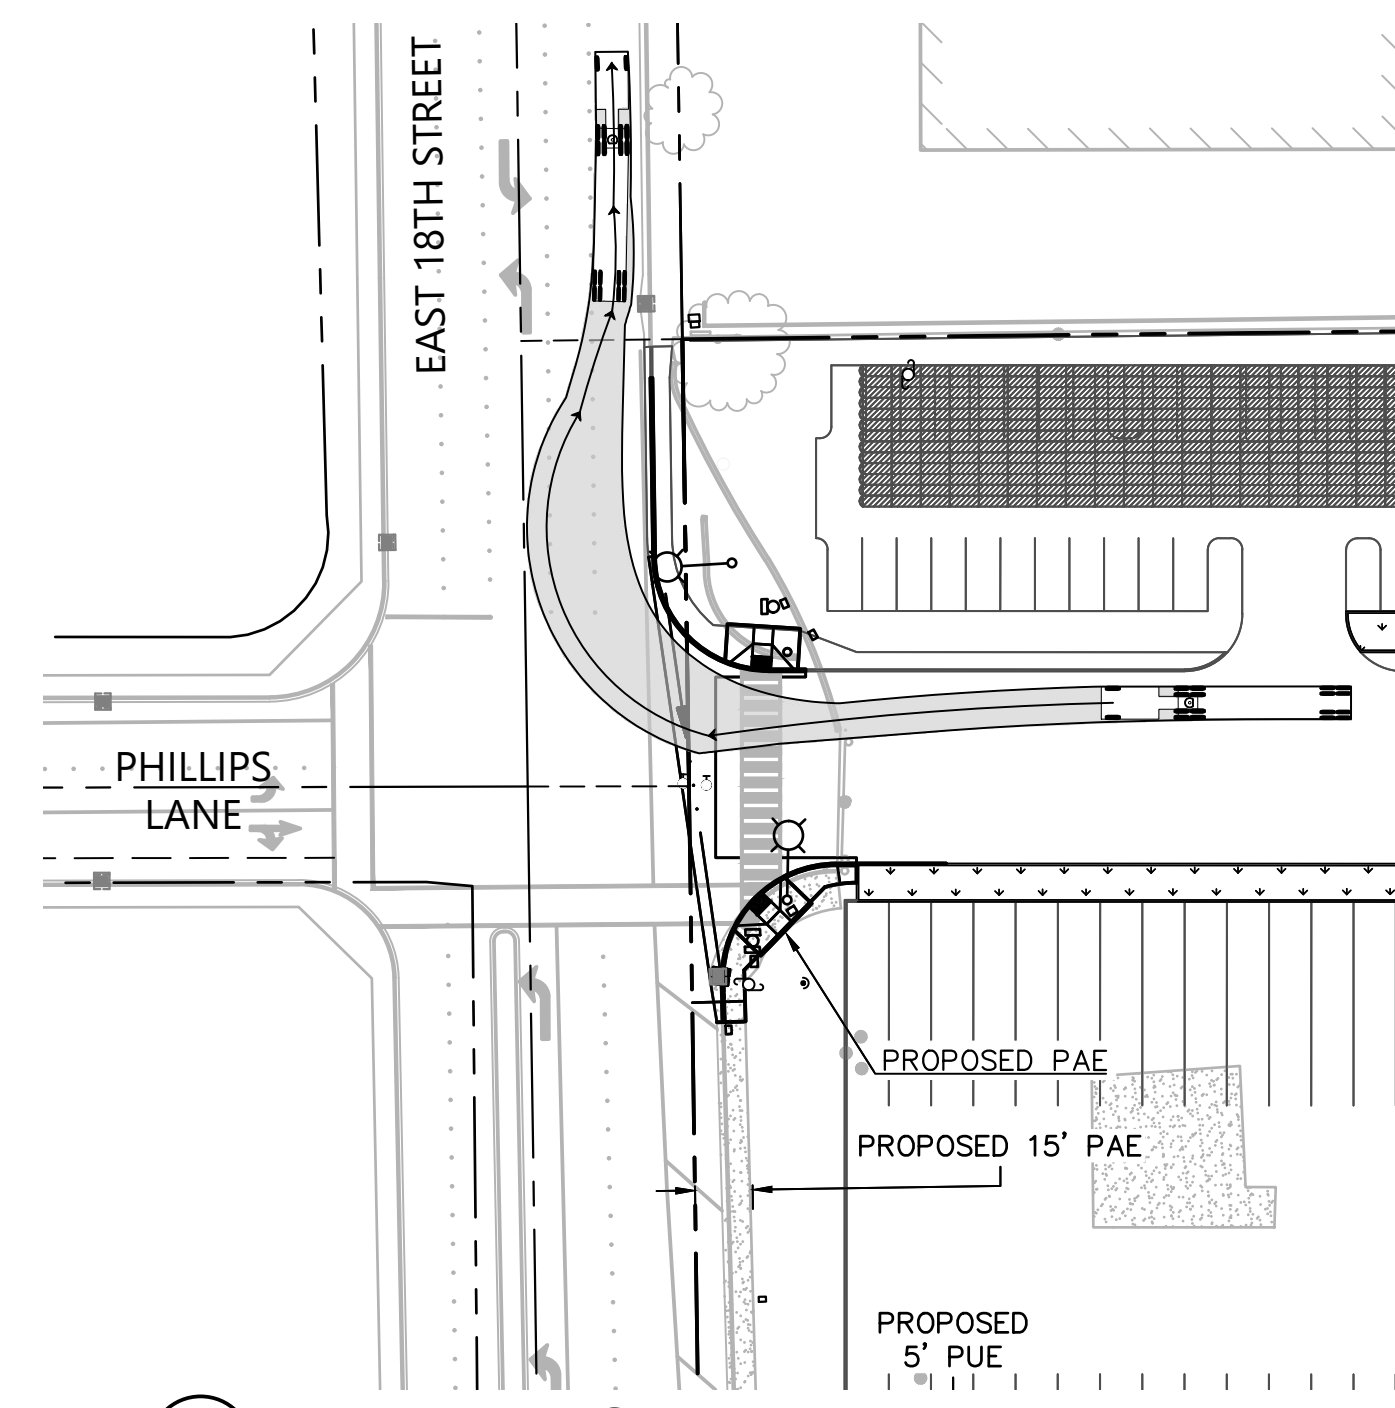 EAST 18TH STREET
PHILLIPS
LANE
PROPOSED PAE
PROPOSED 15' PAE
PROPOSED
5' PUE